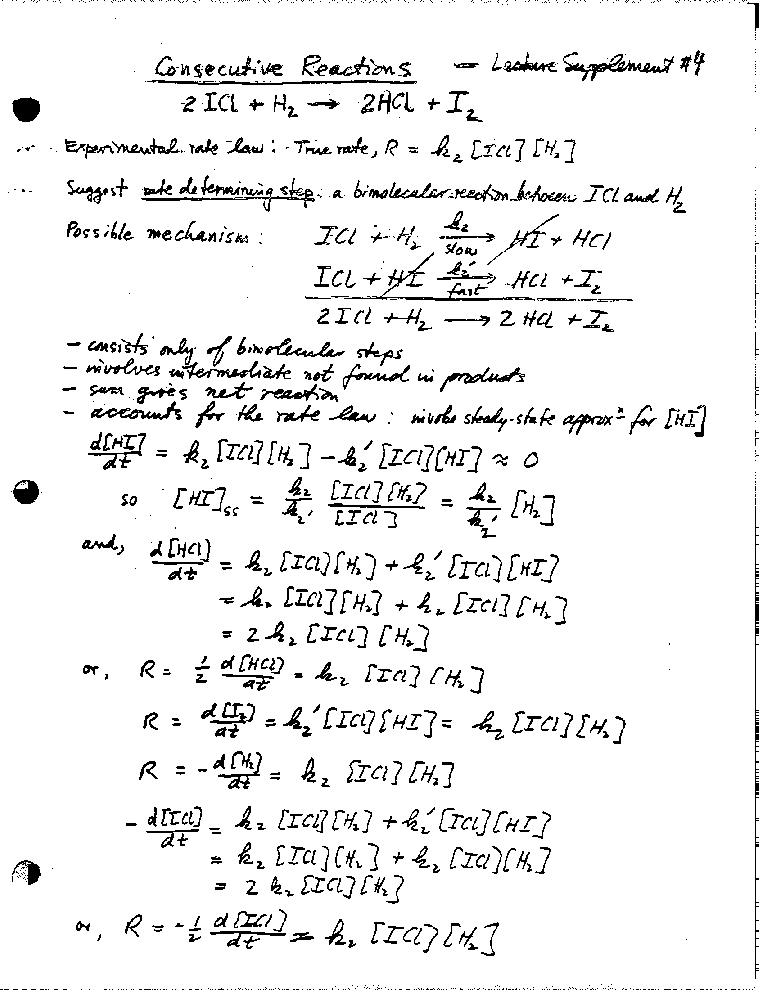 Consecutive Reactions — Lecture Supplement #4
2 ICl + H₂ → 2HCl + I₂
Experimental rate law: True rate, R = k₂ [ICl] [H₂]
Suggest rate determining step: a bimolecular reaction between ICl and H₂
Possible mechanism: ICl + H₂ →(k₂, slow) HI + HCl
ICl + HI →(k₂′, fast) HCl + I₂
2 ICl + H₂ → 2 HCl + I₂
- consists only of bimolecular steps
- involves intermediate not found in products
- sum gives net reaction
- accounts for the rate law: invoke steady-state approxⁿ for [HI]
d[HI]/dt = k₂ [ICl][H₂] - k₂′ [ICl][HI] ≈ 0
so [HI]ss = k₂/k₂′ [ICl][H₂]/[ICl] = k₂/k₂′ [H₂]
and, d[HCl]/dt = k₂ [ICl][H₂] + k₂′ [ICl][HI]
= k₂ [ICl][H₂] + k₂ [ICl][H₂]
= 2 k₂ [ICl] [H₂]
or, R = 1/2 d[HCl]/dt = k₂ [ICl] [H₂]
R = d[I₂]/dt = k₂′ [ICl][HI] = k₂ [ICl][H₂]
R = - d[H₂]/dt = k₂ [ICl][H₂]
- d[ICl]/dt = k₂ [ICl][H₂] + k₂′ [ICl][HI]
= k₂ [ICl][H₂] + k₂ [ICl][H₂]
= 2 k₂ [ICl][H₂]
or, R = - 1/2 d[ICl]/dt = k₂ [ICl][H₂]